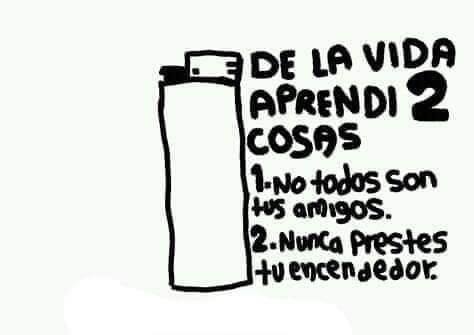 DE LA VIDA
APRENDI 2
COSAS
1.-No todos son
tus amigos.
2.-Nunca prestes
tu encendedor.